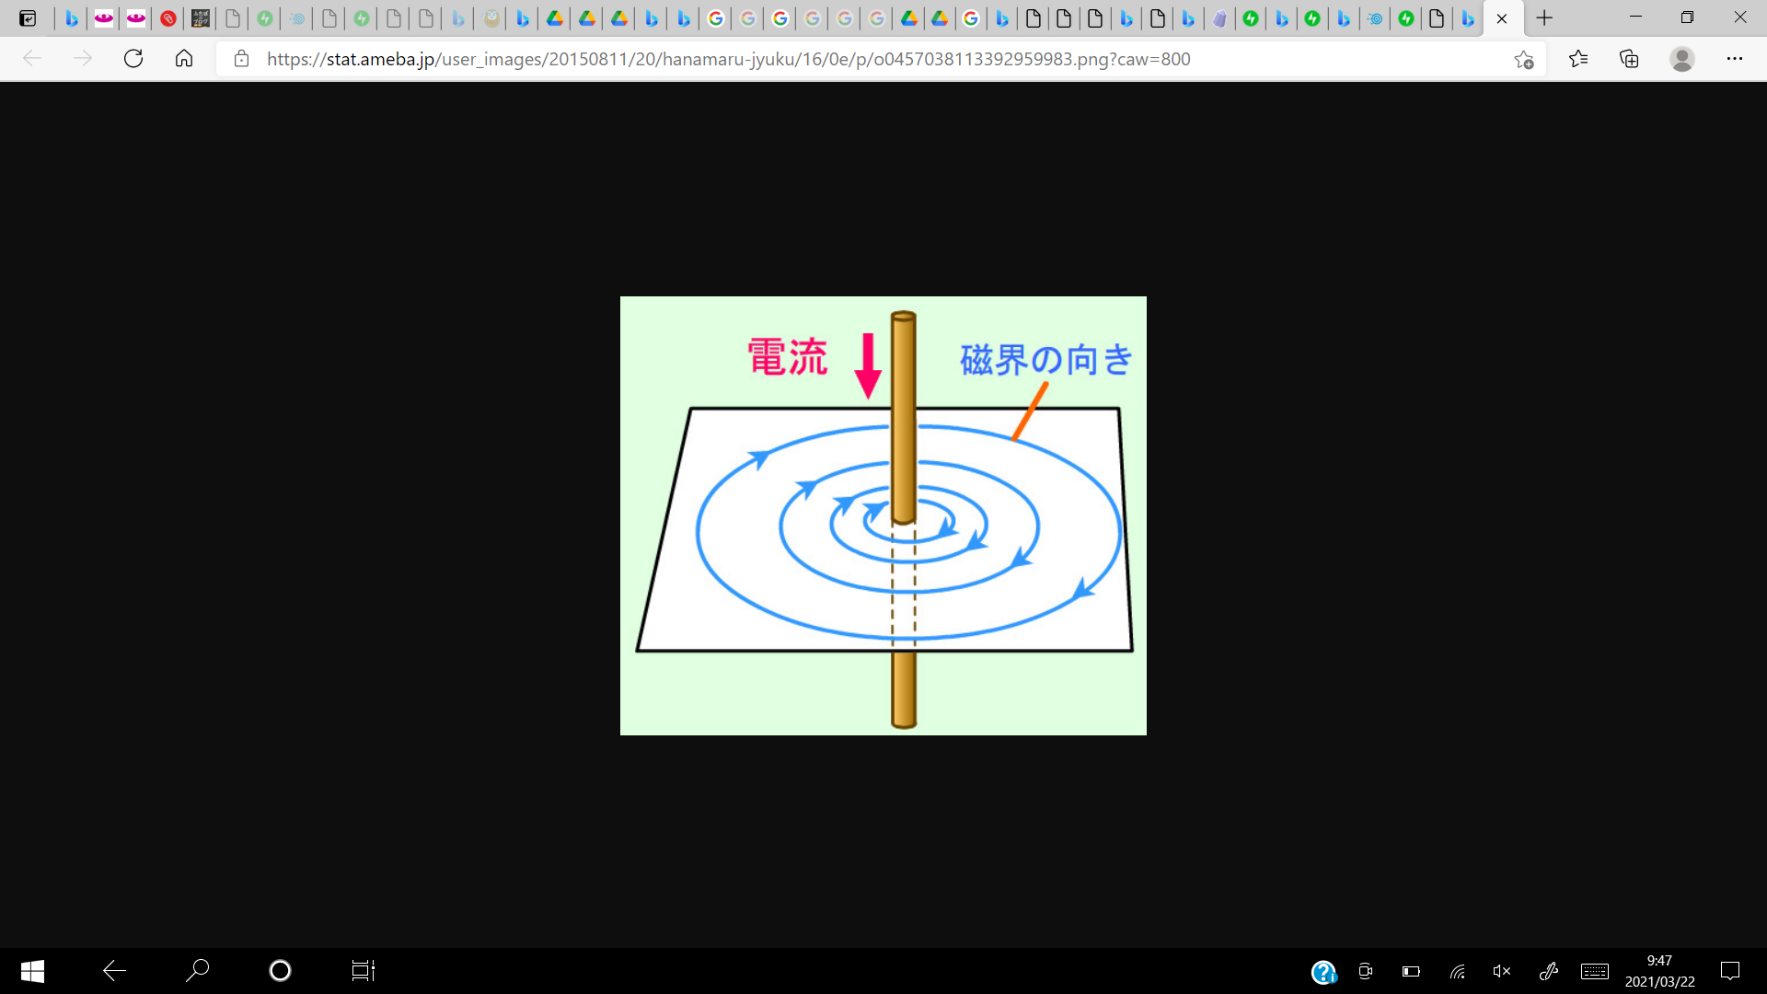 https://stat.ameba.jp/user_images/20150811/20/hanamaru-jyuku/16/0e/p/o0457038113392959983.png?caw=800
電流
磁界の向き
9:47
2021/03/22